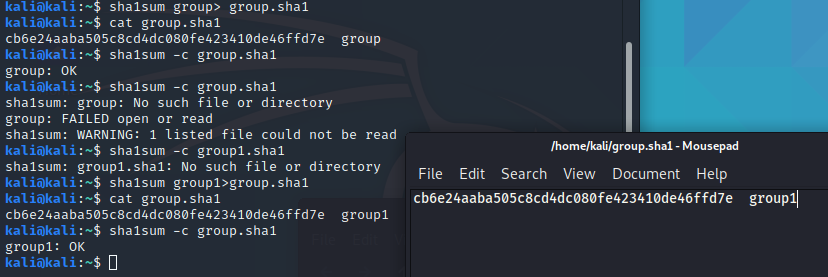 kali@kali:~$ sha1sum group> group.sha1
kali@kali:~$ cat group.sha1
cb6e24aaba505c8cd4dc080fe423410de46ffd7e  group
kali@kali:~$ sha1sum -c group.sha1
group: OK
kali@kali:~$ sha1sum -c group.sha1
sha1sum: group: No such file or directory
group: FAILED open or read
sha1sum: WARNING: 1 listed file could not be read
kali@kali:~$ sha1sum -c group1.sha1
sha1sum: group1.sha1: No such file or directory
kali@kali:~$ sha1sum group1>group.sha1
kali@kali:~$ cat group.sha1
cb6e24aaba505c8cd4dc080fe423410de46ffd7e  group1
kali@kali:~$ sha1sum -c group.sha1
group1: OK
kali@kali:~$
/home/kali/group.sha1 - Mousepad
File Edit Search View Document Help
cb6e24aaba505c8cd4dc080fe423410de46ffd7e  group1